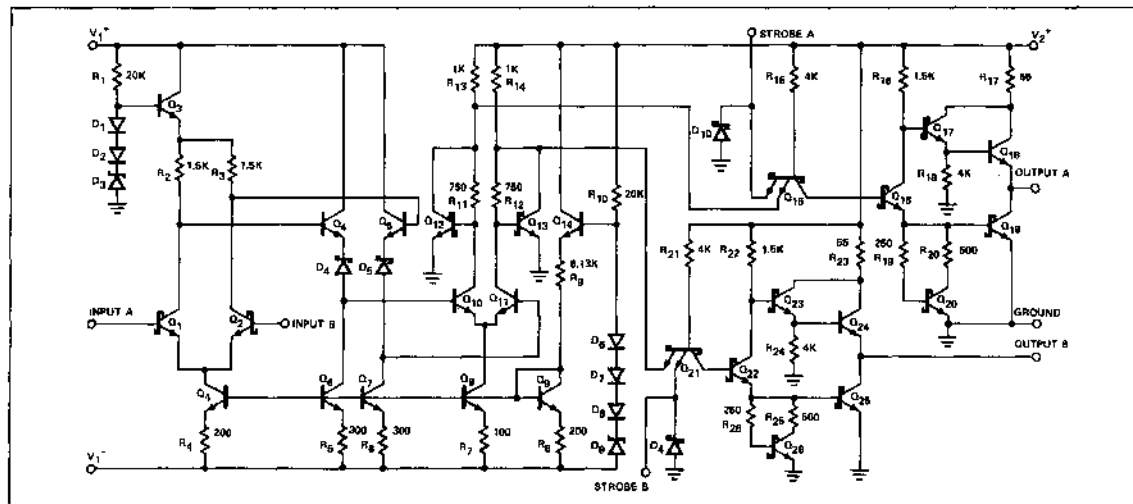 V1+
STROBE A
V2+
R1 20K
1K R13
1K R14
R15 4K
R16 1.5K
R17 55
Q3
D1
D2
D3
R2 1.5K
R3 1.5K
D10
Q17
Q18
R18 4K
OUTPUT A
750 R11
750 R12
R10 20K
Q16
Q15
Q4
Q5
Q12
Q13
Q14
Q19
D4
D5
R21 4K
R22 1.5K
55 R23
250 R19
R20 500
R9
INPUT A
Q1
Q2
INPUT B
Q10
Q11
Q23
Q24
Q20
GROUND
OUTPUT B
D6
D7
D8
D9
Q21
R24 4K
Q22
Q25
Q6
Q7
Q9
250 R26
R25 500
Q26
R4 200
R5 300
R6 300
R7 100
R8 200
D4
V1-
STROBE B